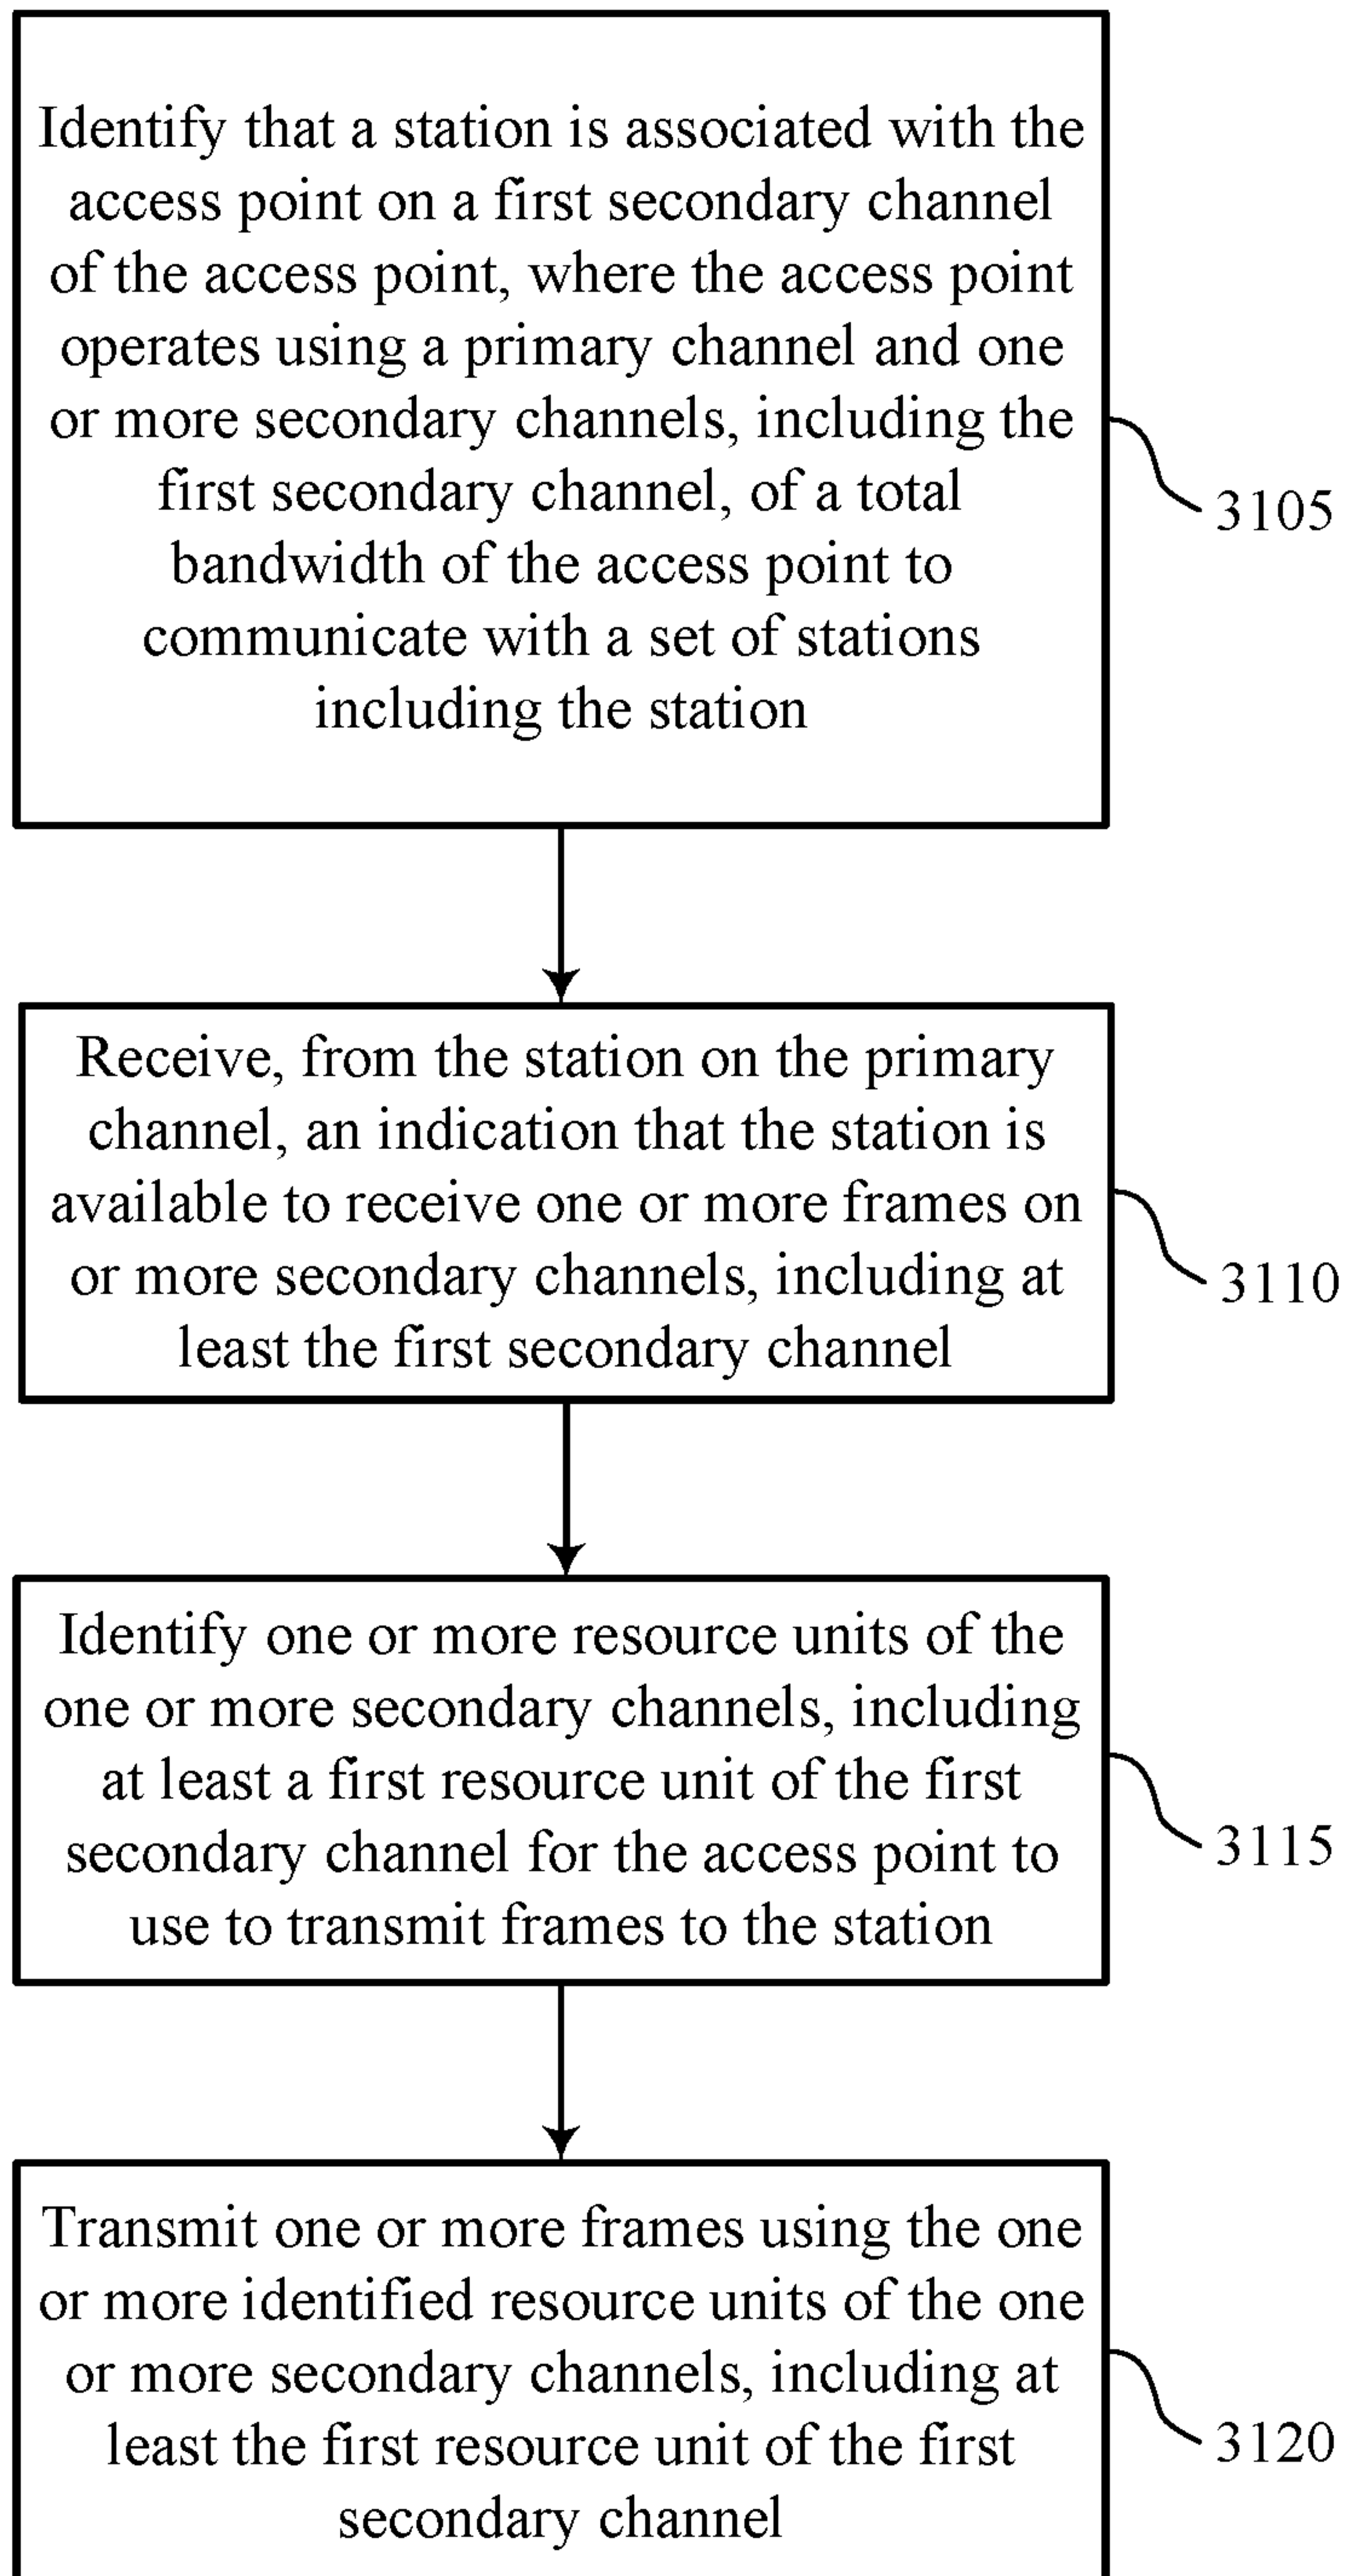 Identify that a station is associated with the
access point on a first secondary channel
of the access point, where the access point
operates using a primary channel and one
or more secondary channels, including the
first secondary channel, of a total
bandwidth of the access point to
communicate with a set of stations
including the station
3105
Receive, from the station on the primary
channel, an indication that the station is
available to receive one or more frames on
or more secondary channels, including at
least the first secondary channel
3110
Identify one or more resource units of the
one or more secondary channels, including
at least a first resource unit of the first
secondary channel for the access point to
use to transmit frames to the station
3115
Transmit one or more frames using the one
or more identified resource units of the one
or more secondary channels, including at
least the first resource unit of the first
secondary channel
3120